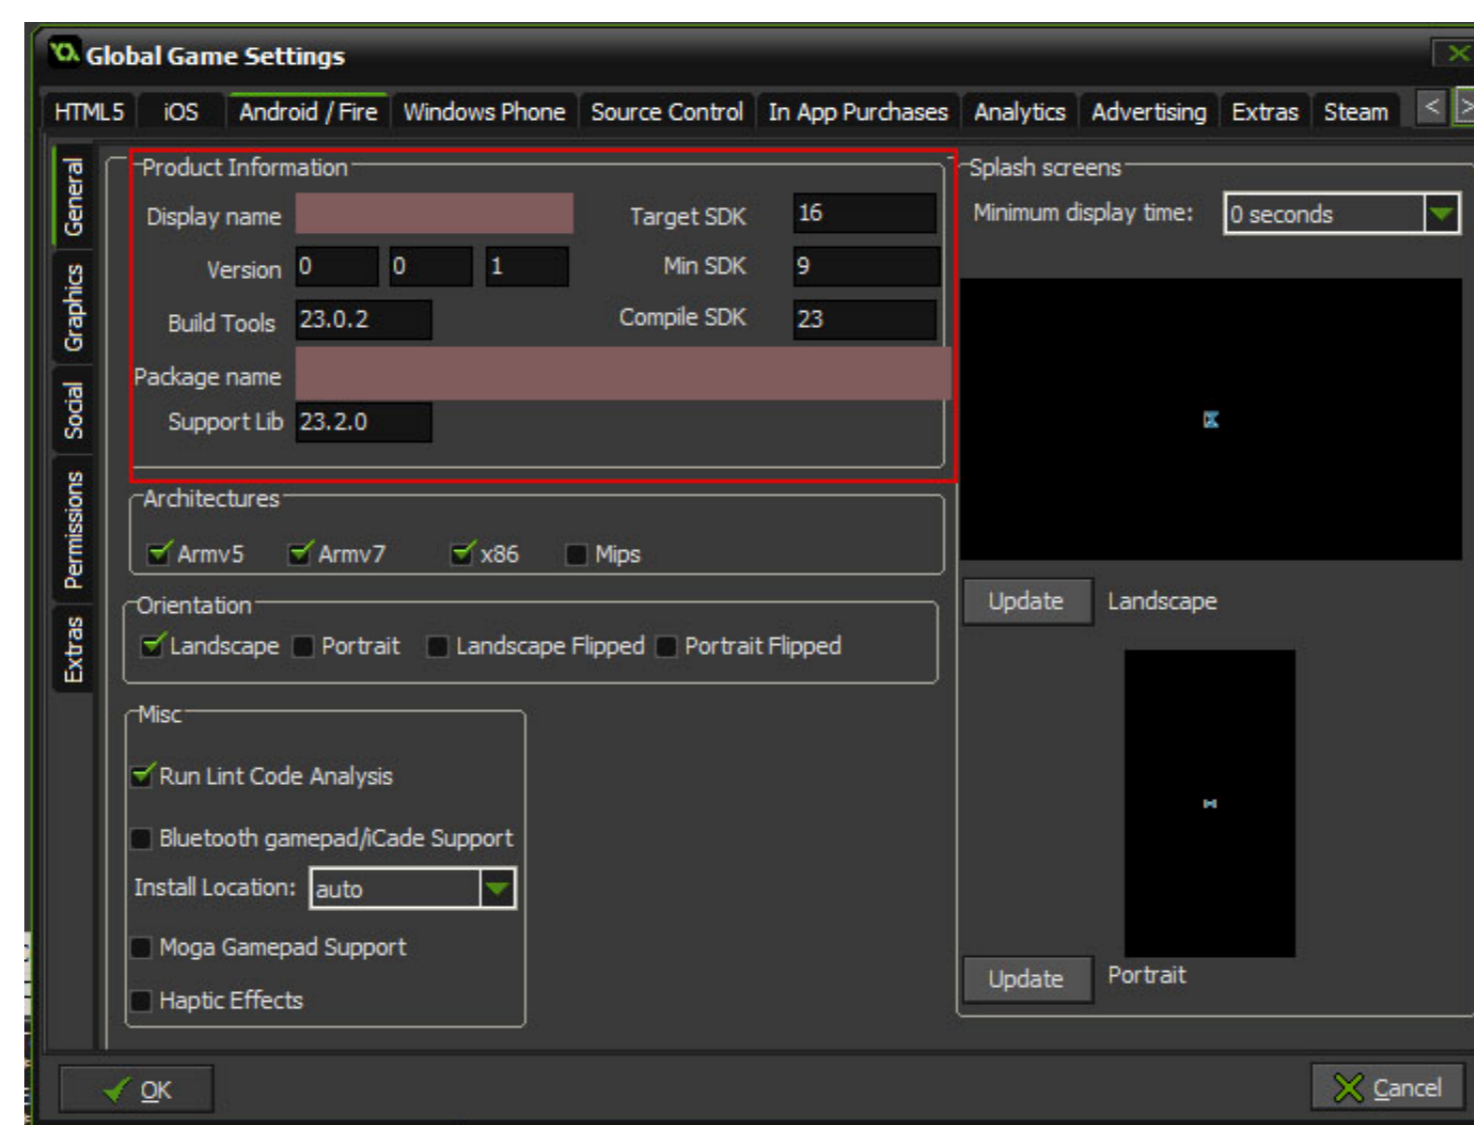 Global Game Settings
HTML5 iOS Android / Fire Windows Phone Source Control In App Purchases Analytics Advertising Extras Steam < >
General
Graphics
Social
Permissions
Extras
Product Information
Display name
Target SDK 16
Version 0 0 1
Min SDK 9
Build Tools 23.0.2
Compile SDK 23
Package name
Support Lib 23.2.0
Architectures
Armv5 Armv7 x86 Mips
Orientation
Landscape Portrait Landscape Flipped Portrait Flipped
Misc
Run Lint Code Analysis
Bluetooth gamepad/iCade Support
Install Location: auto
Moga Gamepad Support
Haptic Effects
Splash screens
Minimum display time: 0 seconds
Update Landscape
Update Portrait
OK
Cancel